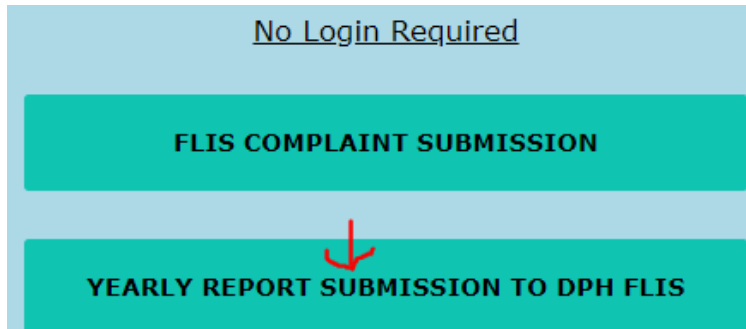 No Login Required
FLIS COMPLAINT SUBMISSION
YEARLY REPORT SUBMISSION TO DPH FLIS